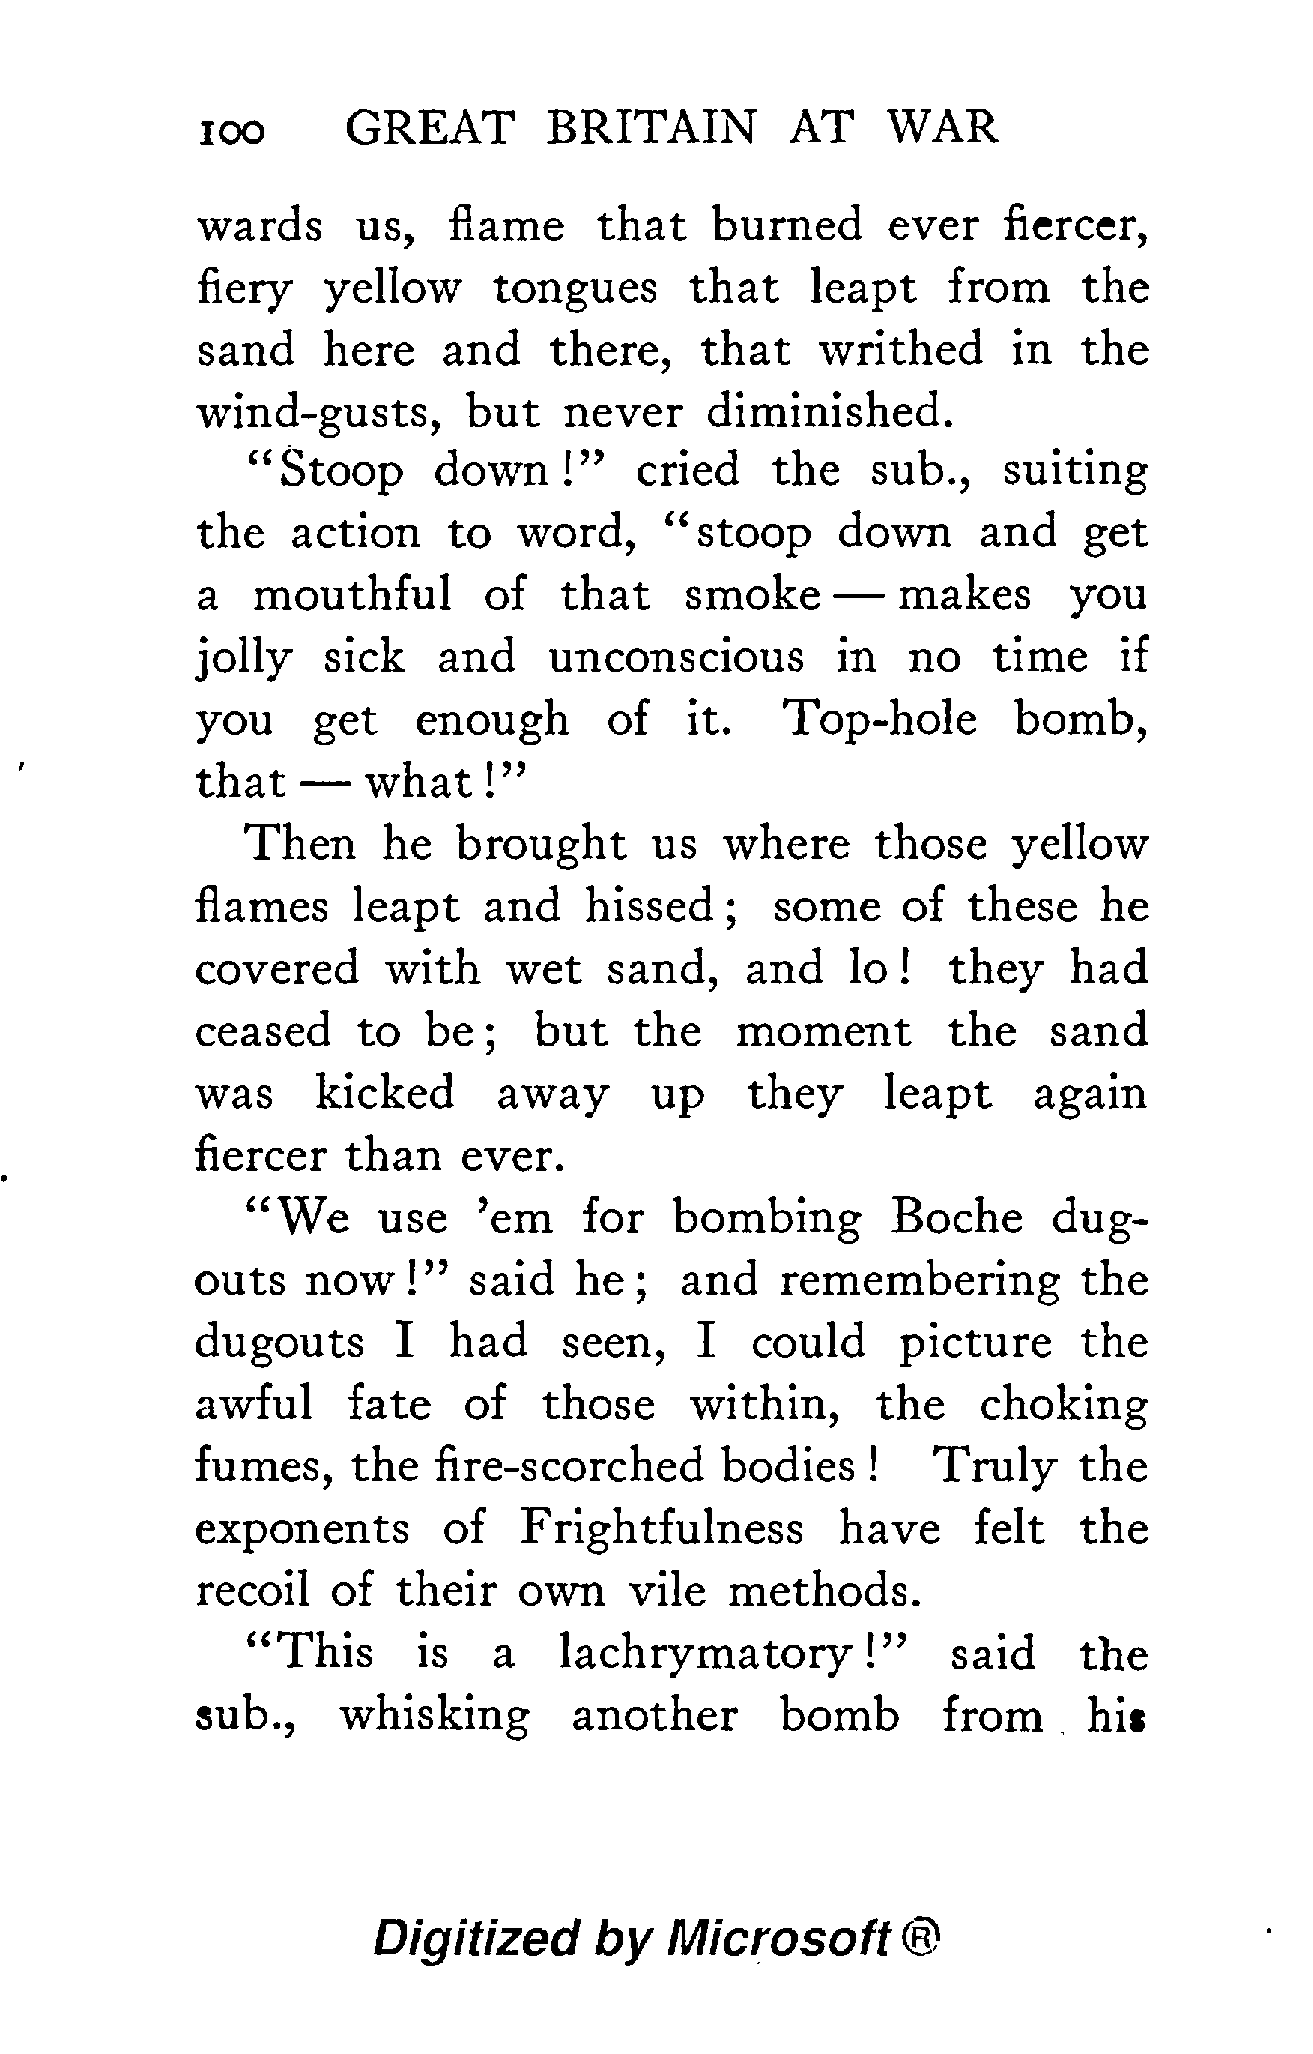 100 GREAT BRITAIN AT WAR
wards us, flame that burned ever fiercer,
fiery yellow tongues that leapt from the
sand here and there, that writhed in the
wind-gusts, but never diminished.
"Stoop down!" cried the sub., suiting
the action to word, "stoop down and get
a mouthful of that smoke — makes you
jolly sick and unconscious in no time if
you get enough of it. Top-hole bomb,
that — what!"
Then he brought us where those yellow
flames leapt and hissed; some of these he
covered with wet sand, and lo! they had
ceased to be; but the moment the sand
was kicked away up they leapt again
fiercer than ever.
"We use 'em for bombing Boche dug-
outs now!" said he; and remembering the
dugouts I had seen, I could picture the
awful fate of those within, the choking
fumes, the fire-scorched bodies! Truly the
exponents of Frightfulness have felt the
recoil of their own vile methods.
"This is a lachrymatory!" said the
sub., whisking another bomb from his
Digitized by Microsoft ®